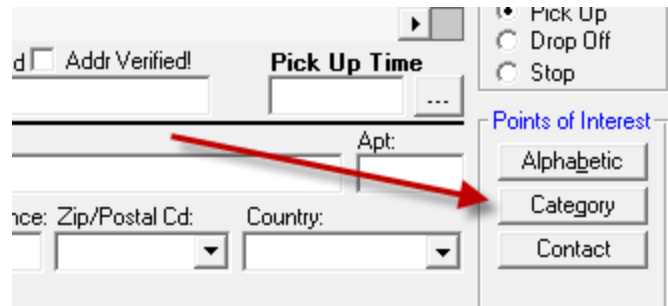 Pick Up
Drop Off
Stop
d Addr Verified!
Pick Up Time
...
Points of Interest
Alphabetic
Category
Contact
Apt:
nce: Zip/Postal Cd: Country: